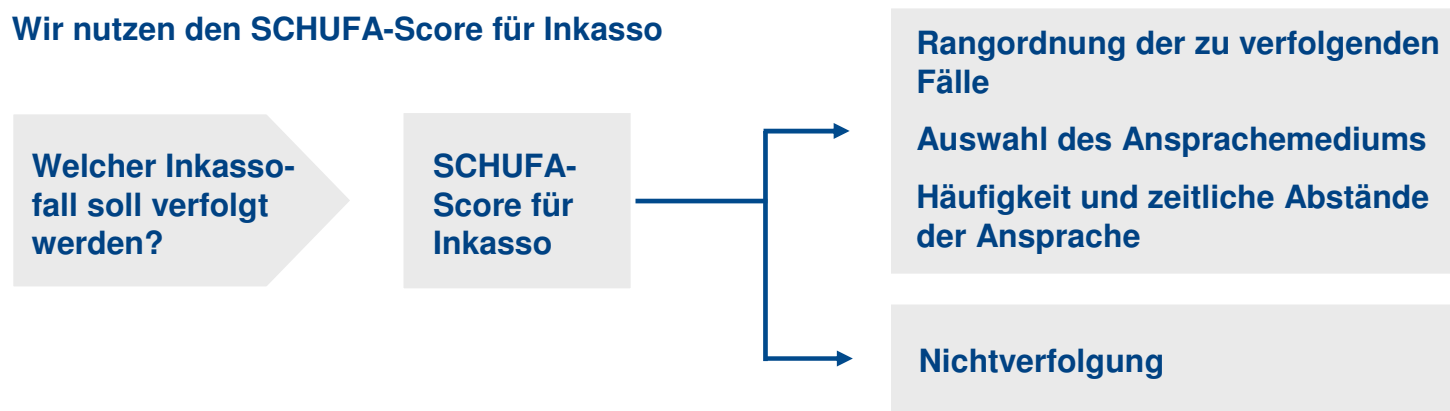 Wir nutzen den SCHUFA-Score für Inkasso
Welcher Inkasso-
fall soll verfolgt
werden?
SCHUFA-
Score für
Inkasso
Rangordnung der zu verfolgenden
Fälle
Auswahl des Ansprachemediums
Häufigkeit und zeitliche Abstände
der Ansprache
Nichtverfolgung